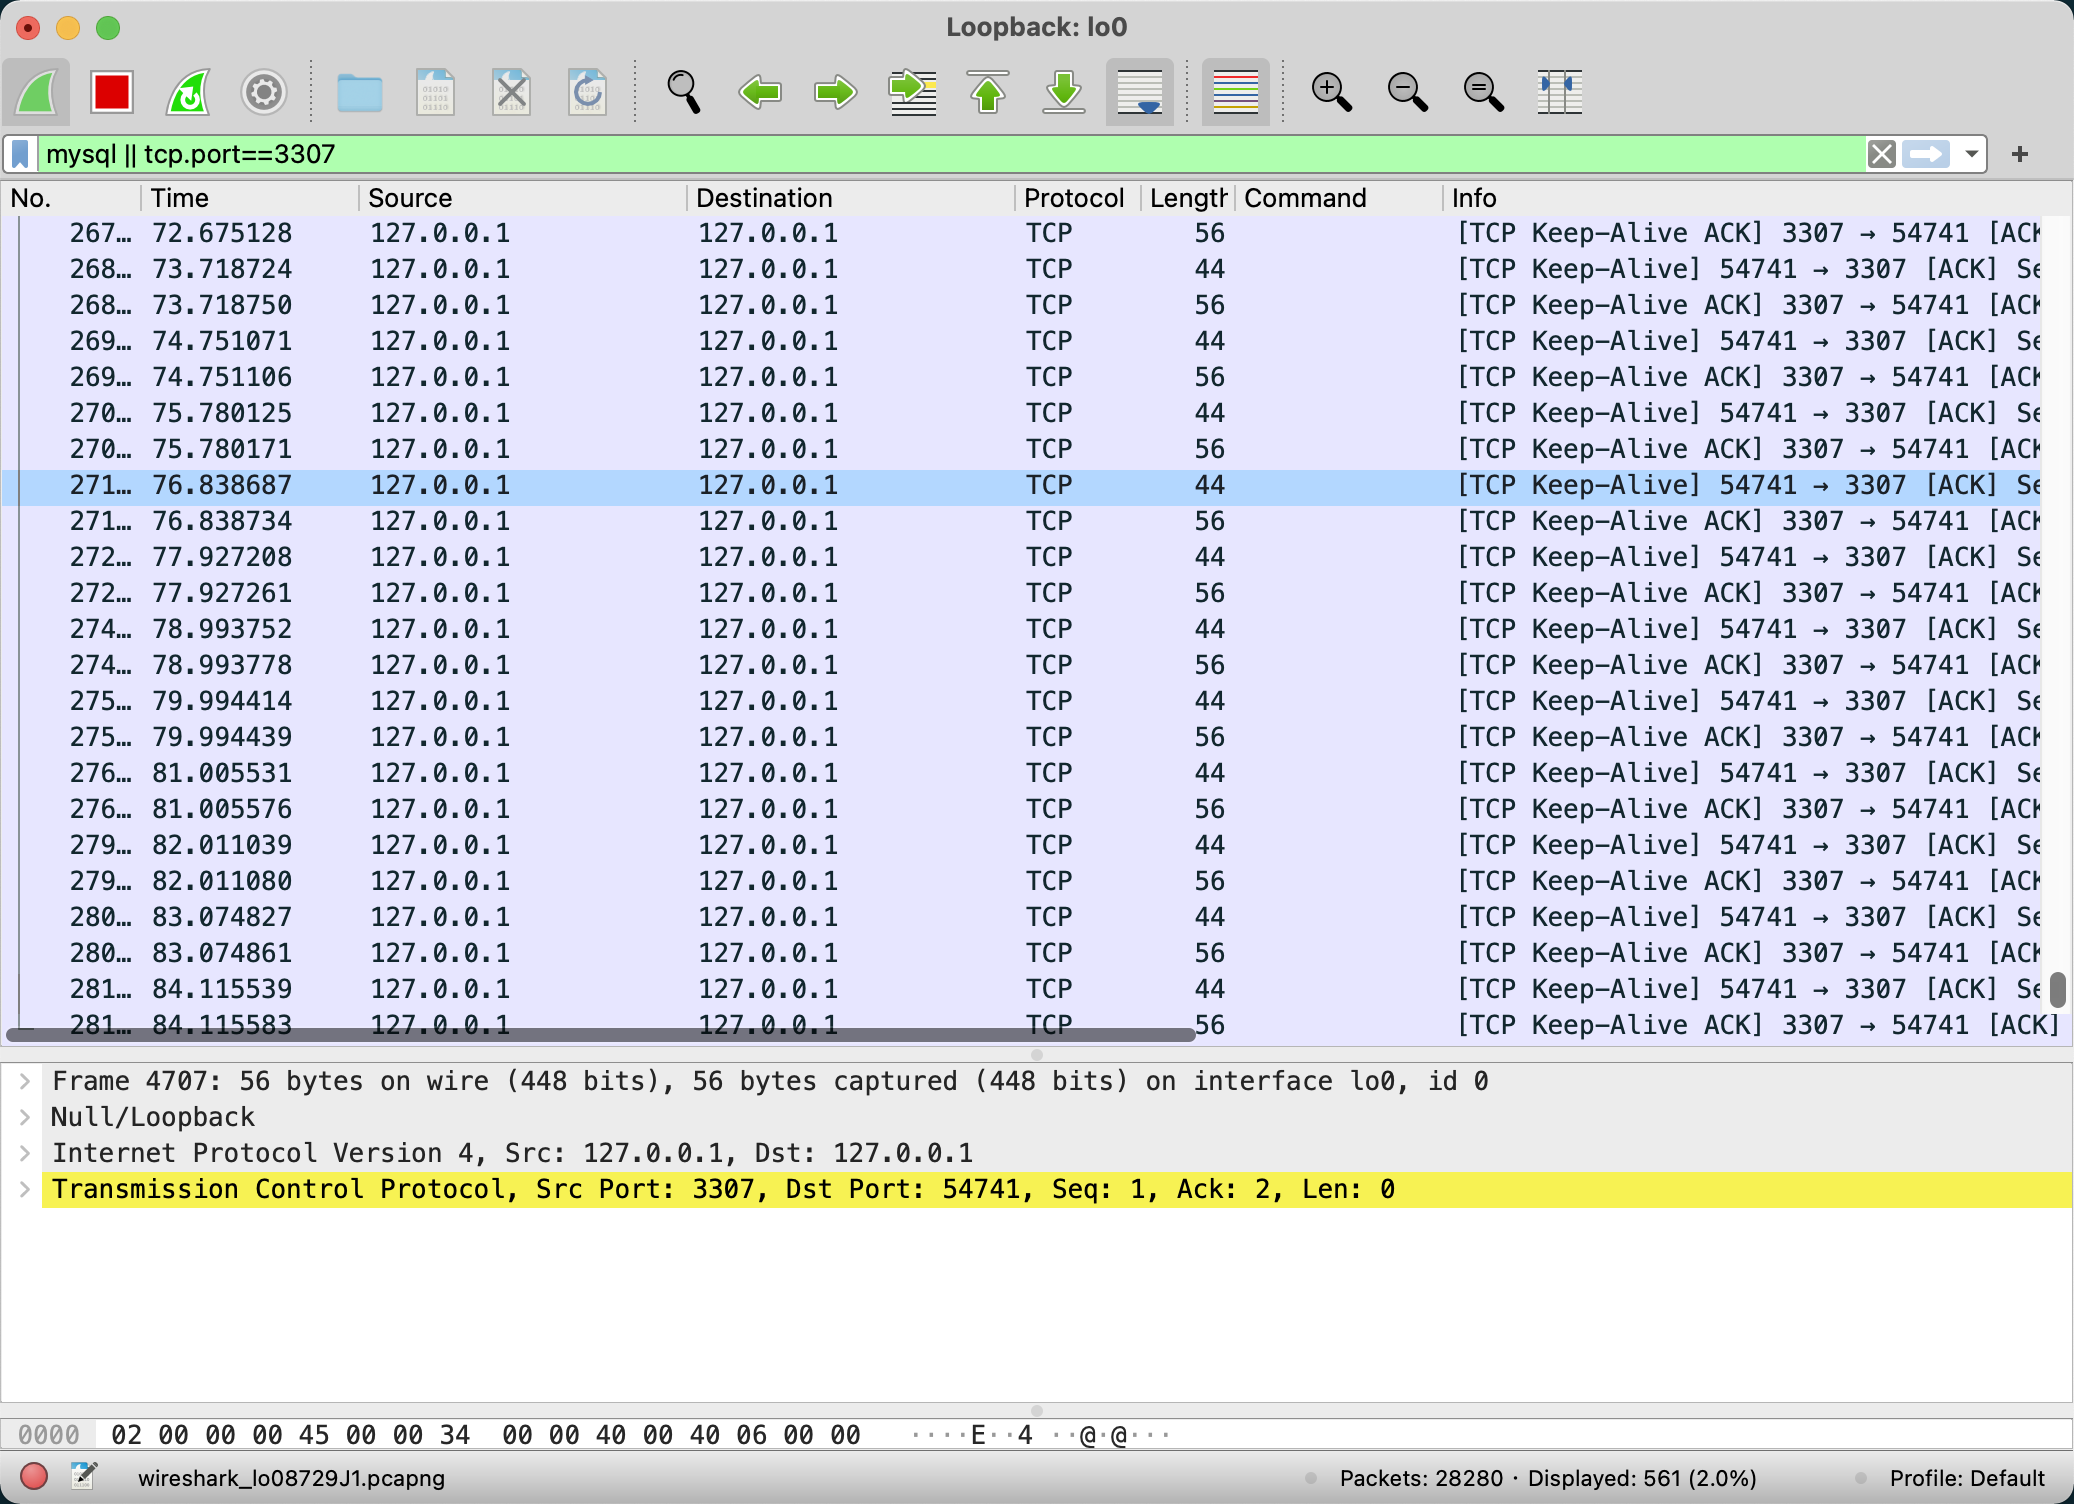 Loopback: lo0
mysql || tcp.port==3307
No. Time Source Destination Protocol Length Command Info
267… 72.675128 127.0.0.1 127.0.0.1 TCP 56 [TCP Keep-Alive ACK] 3307 → 54741 [ACK
268… 73.718724 127.0.0.1 127.0.0.1 TCP 44 [TCP Keep-Alive] 54741 → 3307 [ACK] Se
268… 73.718750 127.0.0.1 127.0.0.1 TCP 56 [TCP Keep-Alive ACK] 3307 → 54741 [ACK
269… 74.751071 127.0.0.1 127.0.0.1 TCP 44 [TCP Keep-Alive] 54741 → 3307 [ACK] Se
269… 74.751106 127.0.0.1 127.0.0.1 TCP 56 [TCP Keep-Alive ACK] 3307 → 54741 [ACK
270… 75.780125 127.0.0.1 127.0.0.1 TCP 44 [TCP Keep-Alive] 54741 → 3307 [ACK] Se
270… 75.780171 127.0.0.1 127.0.0.1 TCP 56 [TCP Keep-Alive ACK] 3307 → 54741 [ACK
271… 76.838687 127.0.0.1 127.0.0.1 TCP 44 [TCP Keep-Alive] 54741 → 3307 [ACK] Se
271… 76.838734 127.0.0.1 127.0.0.1 TCP 56 [TCP Keep-Alive ACK] 3307 → 54741 [ACK
272… 77.927208 127.0.0.1 127.0.0.1 TCP 44 [TCP Keep-Alive] 54741 → 3307 [ACK] Se
272… 77.927261 127.0.0.1 127.0.0.1 TCP 56 [TCP Keep-Alive ACK] 3307 → 54741 [ACK
274… 78.993752 127.0.0.1 127.0.0.1 TCP 44 [TCP Keep-Alive] 54741 → 3307 [ACK] Se
274… 78.993778 127.0.0.1 127.0.0.1 TCP 56 [TCP Keep-Alive ACK] 3307 → 54741 [ACK
275… 79.994414 127.0.0.1 127.0.0.1 TCP 44 [TCP Keep-Alive] 54741 → 3307 [ACK] Se
275… 79.994439 127.0.0.1 127.0.0.1 TCP 56 [TCP Keep-Alive ACK] 3307 → 54741 [ACK
276… 81.005531 127.0.0.1 127.0.0.1 TCP 44 [TCP Keep-Alive] 54741 → 3307 [ACK] Se
276… 81.005576 127.0.0.1 127.0.0.1 TCP 56 [TCP Keep-Alive ACK] 3307 → 54741 [ACK
279… 82.011039 127.0.0.1 127.0.0.1 TCP 44 [TCP Keep-Alive] 54741 → 3307 [ACK] Se
279… 82.011080 127.0.0.1 127.0.0.1 TCP 56 [TCP Keep-Alive ACK] 3307 → 54741 [ACK
280… 83.074827 127.0.0.1 127.0.0.1 TCP 44 [TCP Keep-Alive] 54741 → 3307 [ACK] Se
280… 83.074861 127.0.0.1 127.0.0.1 TCP 56 [TCP Keep-Alive ACK] 3307 → 54741 [ACK
281… 84.115539 127.0.0.1 127.0.0.1 TCP 44 [TCP Keep-Alive] 54741 → 3307 [ACK] Se
281… 84.115583 127.0.0.1 127.0.0.1 TCP 56 [TCP Keep-Alive ACK] 3307 → 54741 [ACK]
Frame 4707: 56 bytes on wire (448 bits), 56 bytes captured (448 bits) on interface lo0, id 0
Null/Loopback
Internet Protocol Version 4, Src: 127.0.0.1, Dst: 127.0.0.1
Transmission Control Protocol, Src Port: 3307, Dst Port: 54741, Seq: 1, Ack: 2, Len: 0
0000 02 00 00 00 45 00 00 34 00 00 40 00 40 06 00 00 ····E··4 ··@·@···
wireshark_lo08729J1.pcapng
Packets: 28280 · Displayed: 561 (2.0%)
Profile: Default